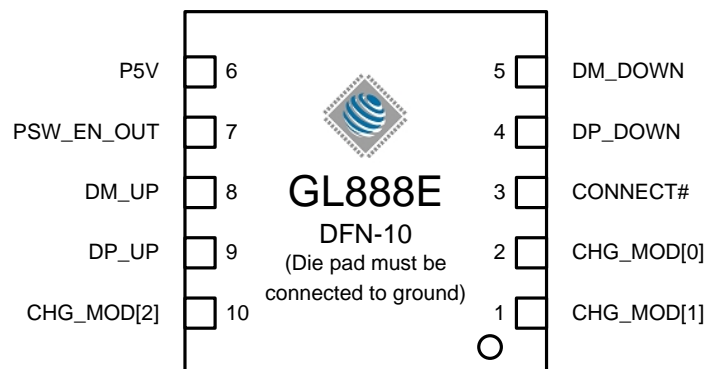 P5V 6 5 DM_DOWN
PSW_EN_OUT 7 4 DP_DOWN
DM_UP 8 GL888E 3 CONNECT#
DP_UP 9 DFN-10 2 CHG_MOD[0]
(Die pad must be
connected to ground)
CHG_MOD[2] 10 1 CHG_MOD[1]